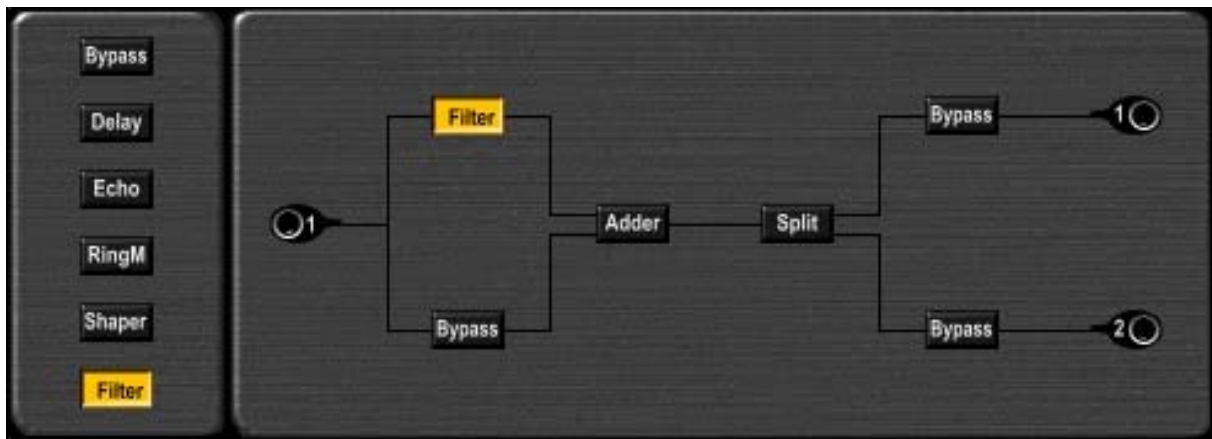 Bypass
Delay
Echo
RingM
Shaper
Filter
Filter
Bypass
1
1
Adder
Split
Bypass
Bypass
2